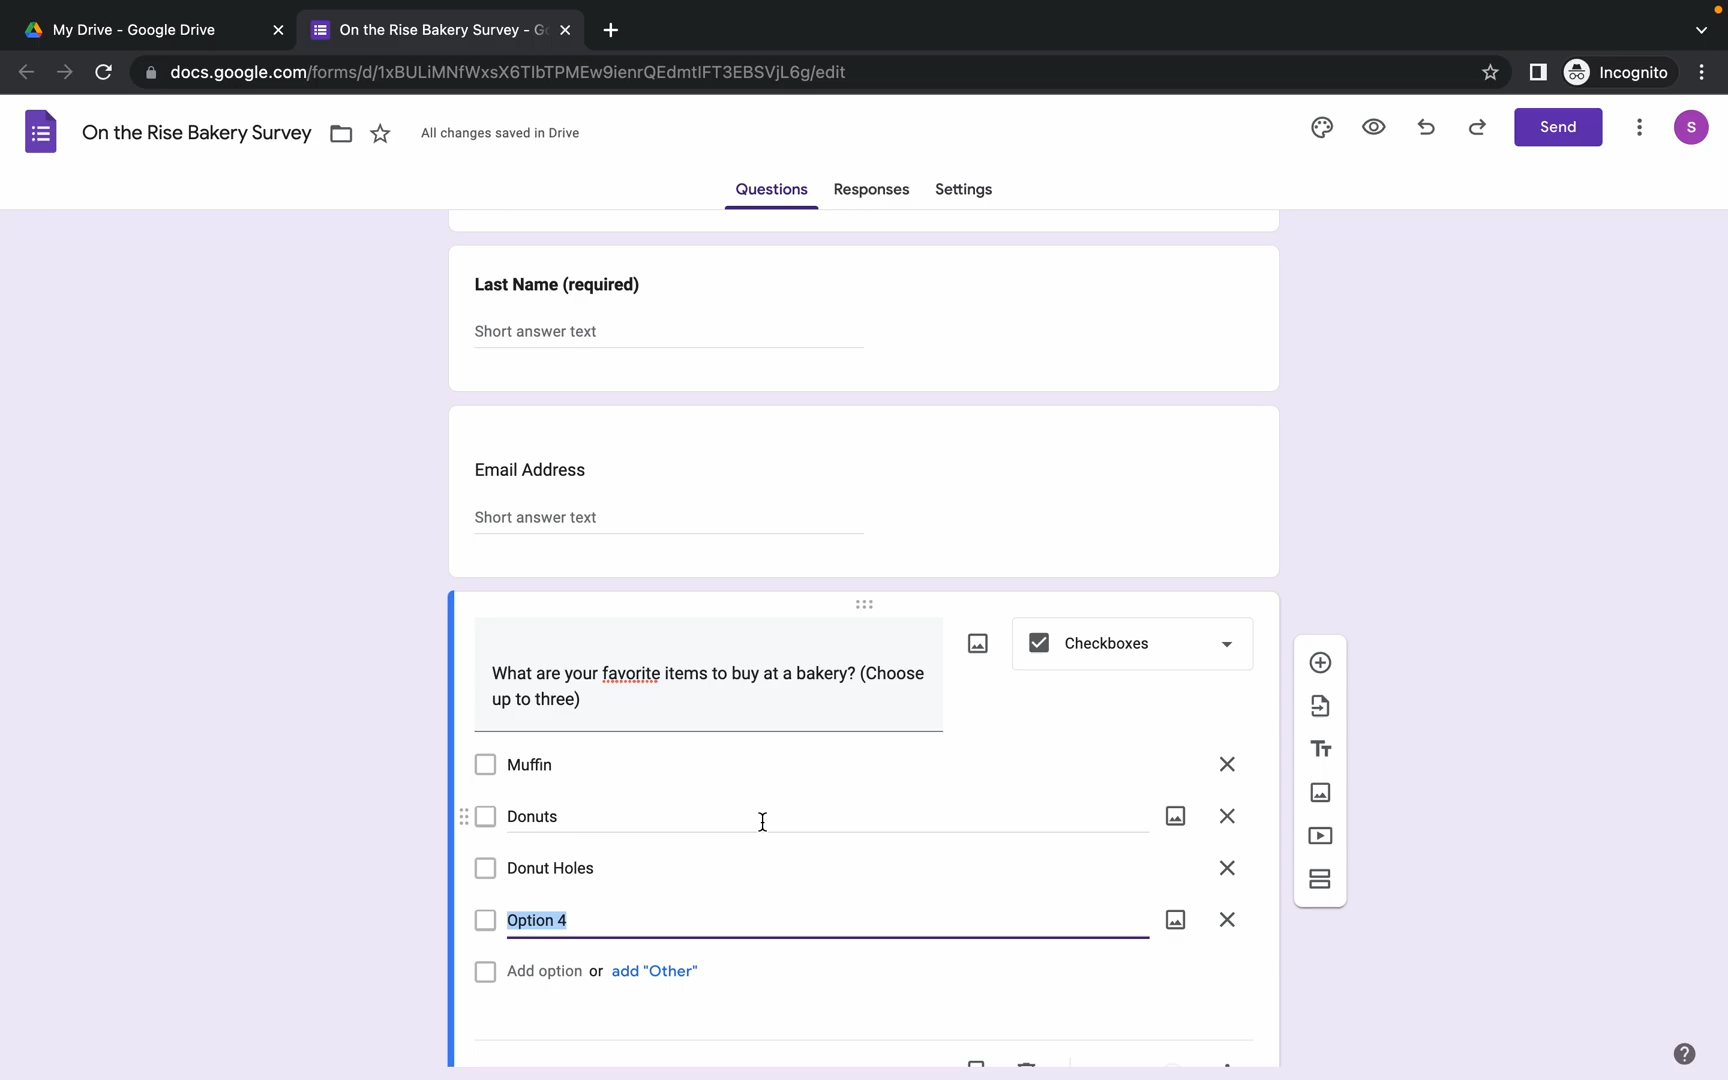 My Drive - Google Drive
On the Rise Bakery Survey - Go
docs.google.com/forms/d/1xBULiMNfWxsX6TIbTPMEw9ienrQEdmtIFT3EBSVjL6g/edit
Incognito
On the Rise Bakery Survey
All changes saved in Drive
Send
S
Questions
Responses
Settings
Last Name (required)
Short answer text
Email Address
Short answer text
What are your favorite items to buy at a bakery? (Choose
up to three)
Checkboxes
Muffin
Donuts
Donut Holes
Option 4
Add option or add "Other"